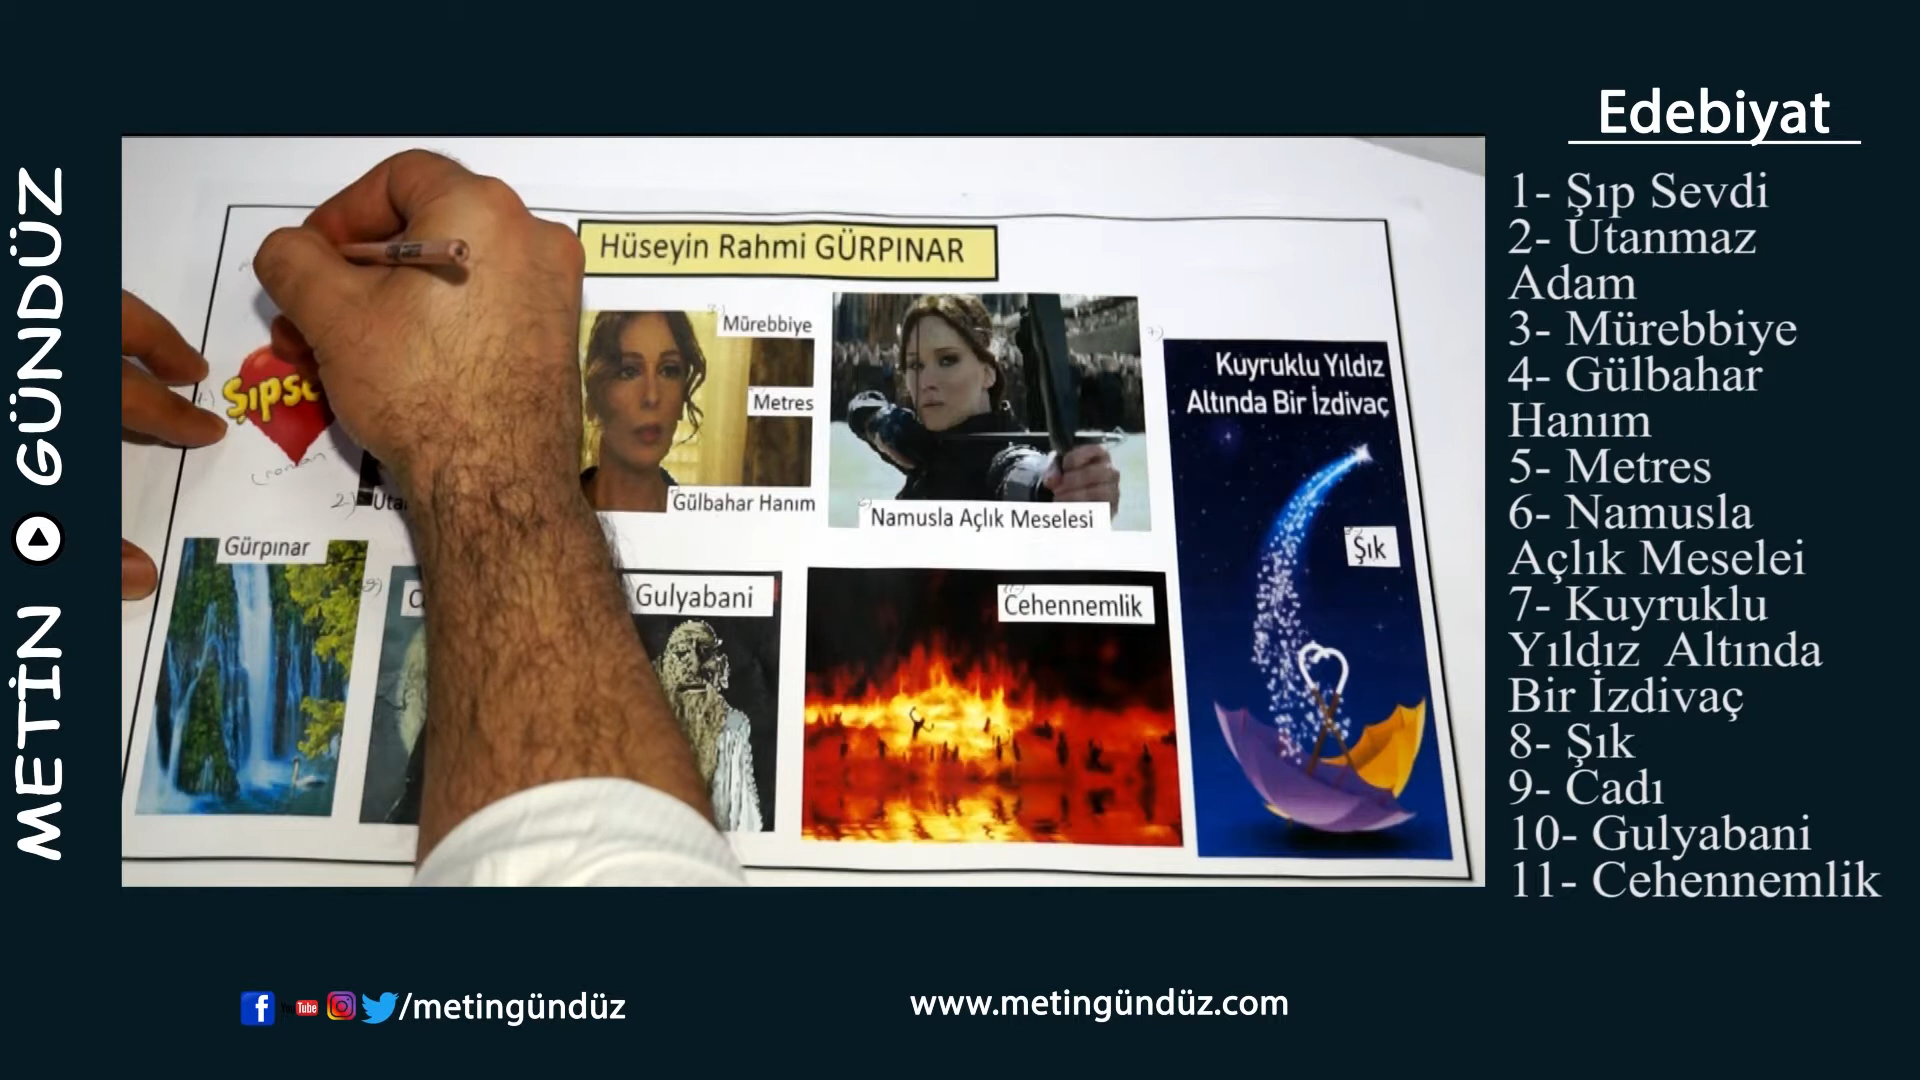 METİN GÜNDÜZ
Hüseyin Rahmi GÜRPINAR
Mürebbiye
Metres
Gülbahar Hanım
Namusla Açlık Meselesi
Kuyruklu Yıldız
Altında Bir İzdivaç
Şık
2-)
Gürpınar
Gulyabani
Cehennemlik
Edebiyat
1- Şıp Sevdi
2- Utanmaz
Adam
3- Mürebbiye
4- Gülbahar
Hanım
5- Metres
6- Namusla
Açlık Meselei
7- Kuyruklu
Yıldız Altında
Bir İzdivaç
8- Şık
9- Cadı
10- Gulyabani
11- Cehennemlik
/metingündüz
www.metingündüz.com